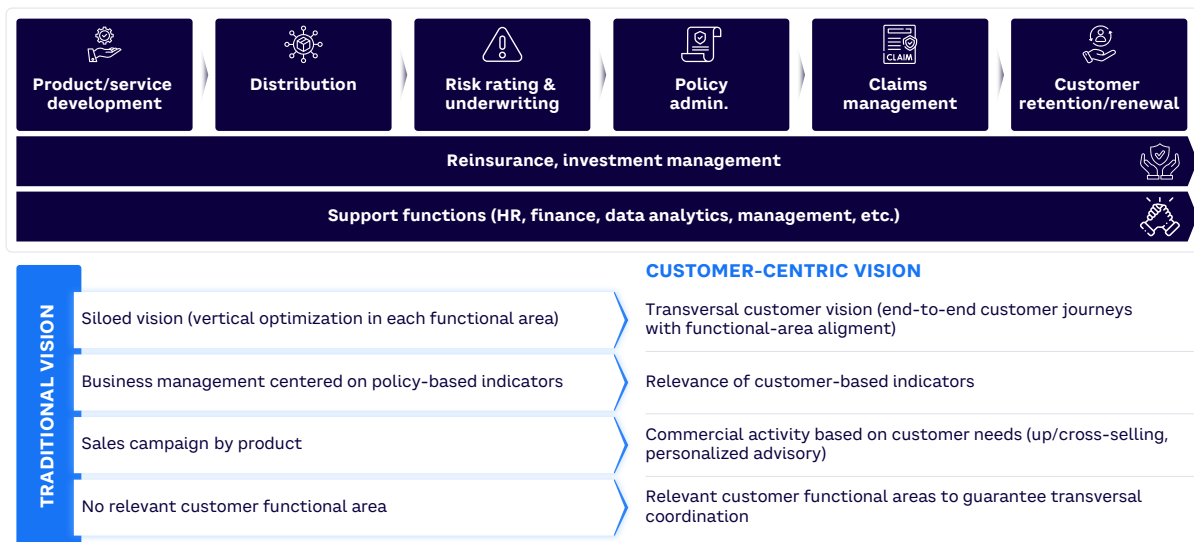 Product/service
development
Distribution
Risk rating &
underwriting
Policy
admin.
CLAIM
Claims
management
Customer
retention/renewal
Reinsurance, investment management
Support functions (HR, finance, data analytics, management, etc.)
TRADITIONAL VISION
CUSTOMER-CENTRIC VISION
Siloed vision (vertical optimization in each functional area)
Transversal customer vision (end-to-end customer journeys
with functional-area aligment)
Business management centered on policy-based indicators
Relevance of customer-based indicators
Sales campaign by product
Commercial activity based on customer needs (up/cross-selling,
personalized advisory)
No relevant customer functional area
Relevant customer functional areas to guarantee transversal
coordination